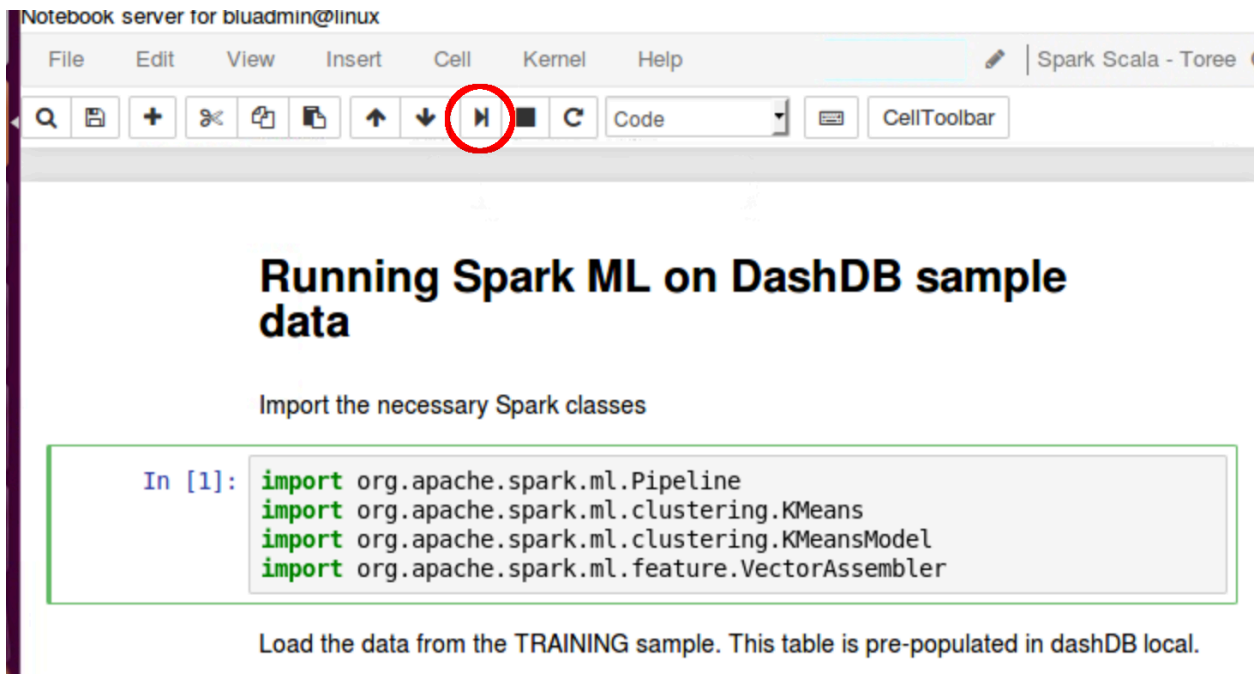 Notebook server for bluadmin@linux
File Edit View Insert Cell Kernel Help Spark Scala - Toree
Code CellToolbar
Running Spark ML on DashDB sample
data
Import the necessary Spark classes
In [1]: import org.apache.spark.ml.Pipeline
import org.apache.spark.ml.clustering.KMeans
import org.apache.spark.ml.clustering.KMeansModel
import org.apache.spark.ml.feature.VectorAssembler
Load the data from the TRAINING sample. This table is pre-populated in dashDB local.